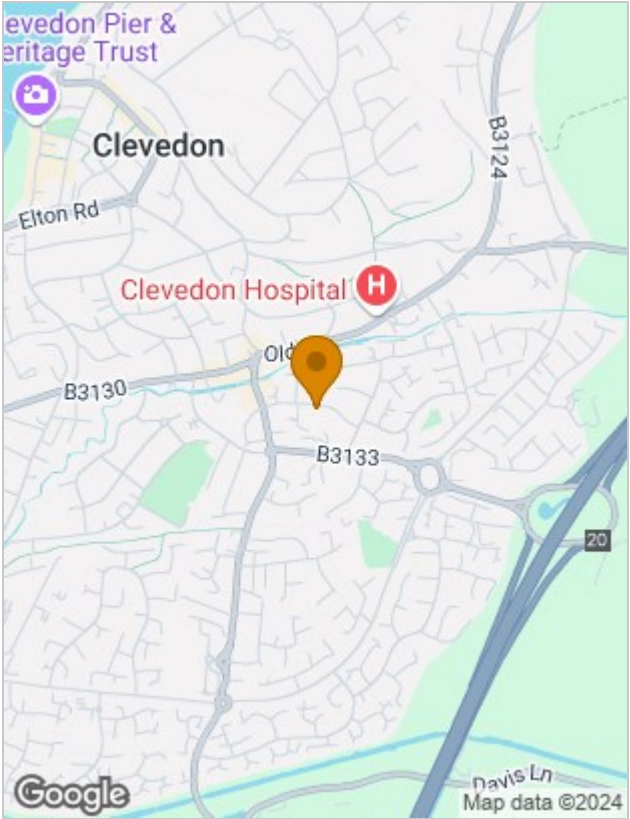 evedon Pier &
eritage Trust
Clevedon
B3124
Elton Rd
Clevedon Hospital
H
Old
B3130
B3133
20
Davis Ln
Google
Map data ©2024